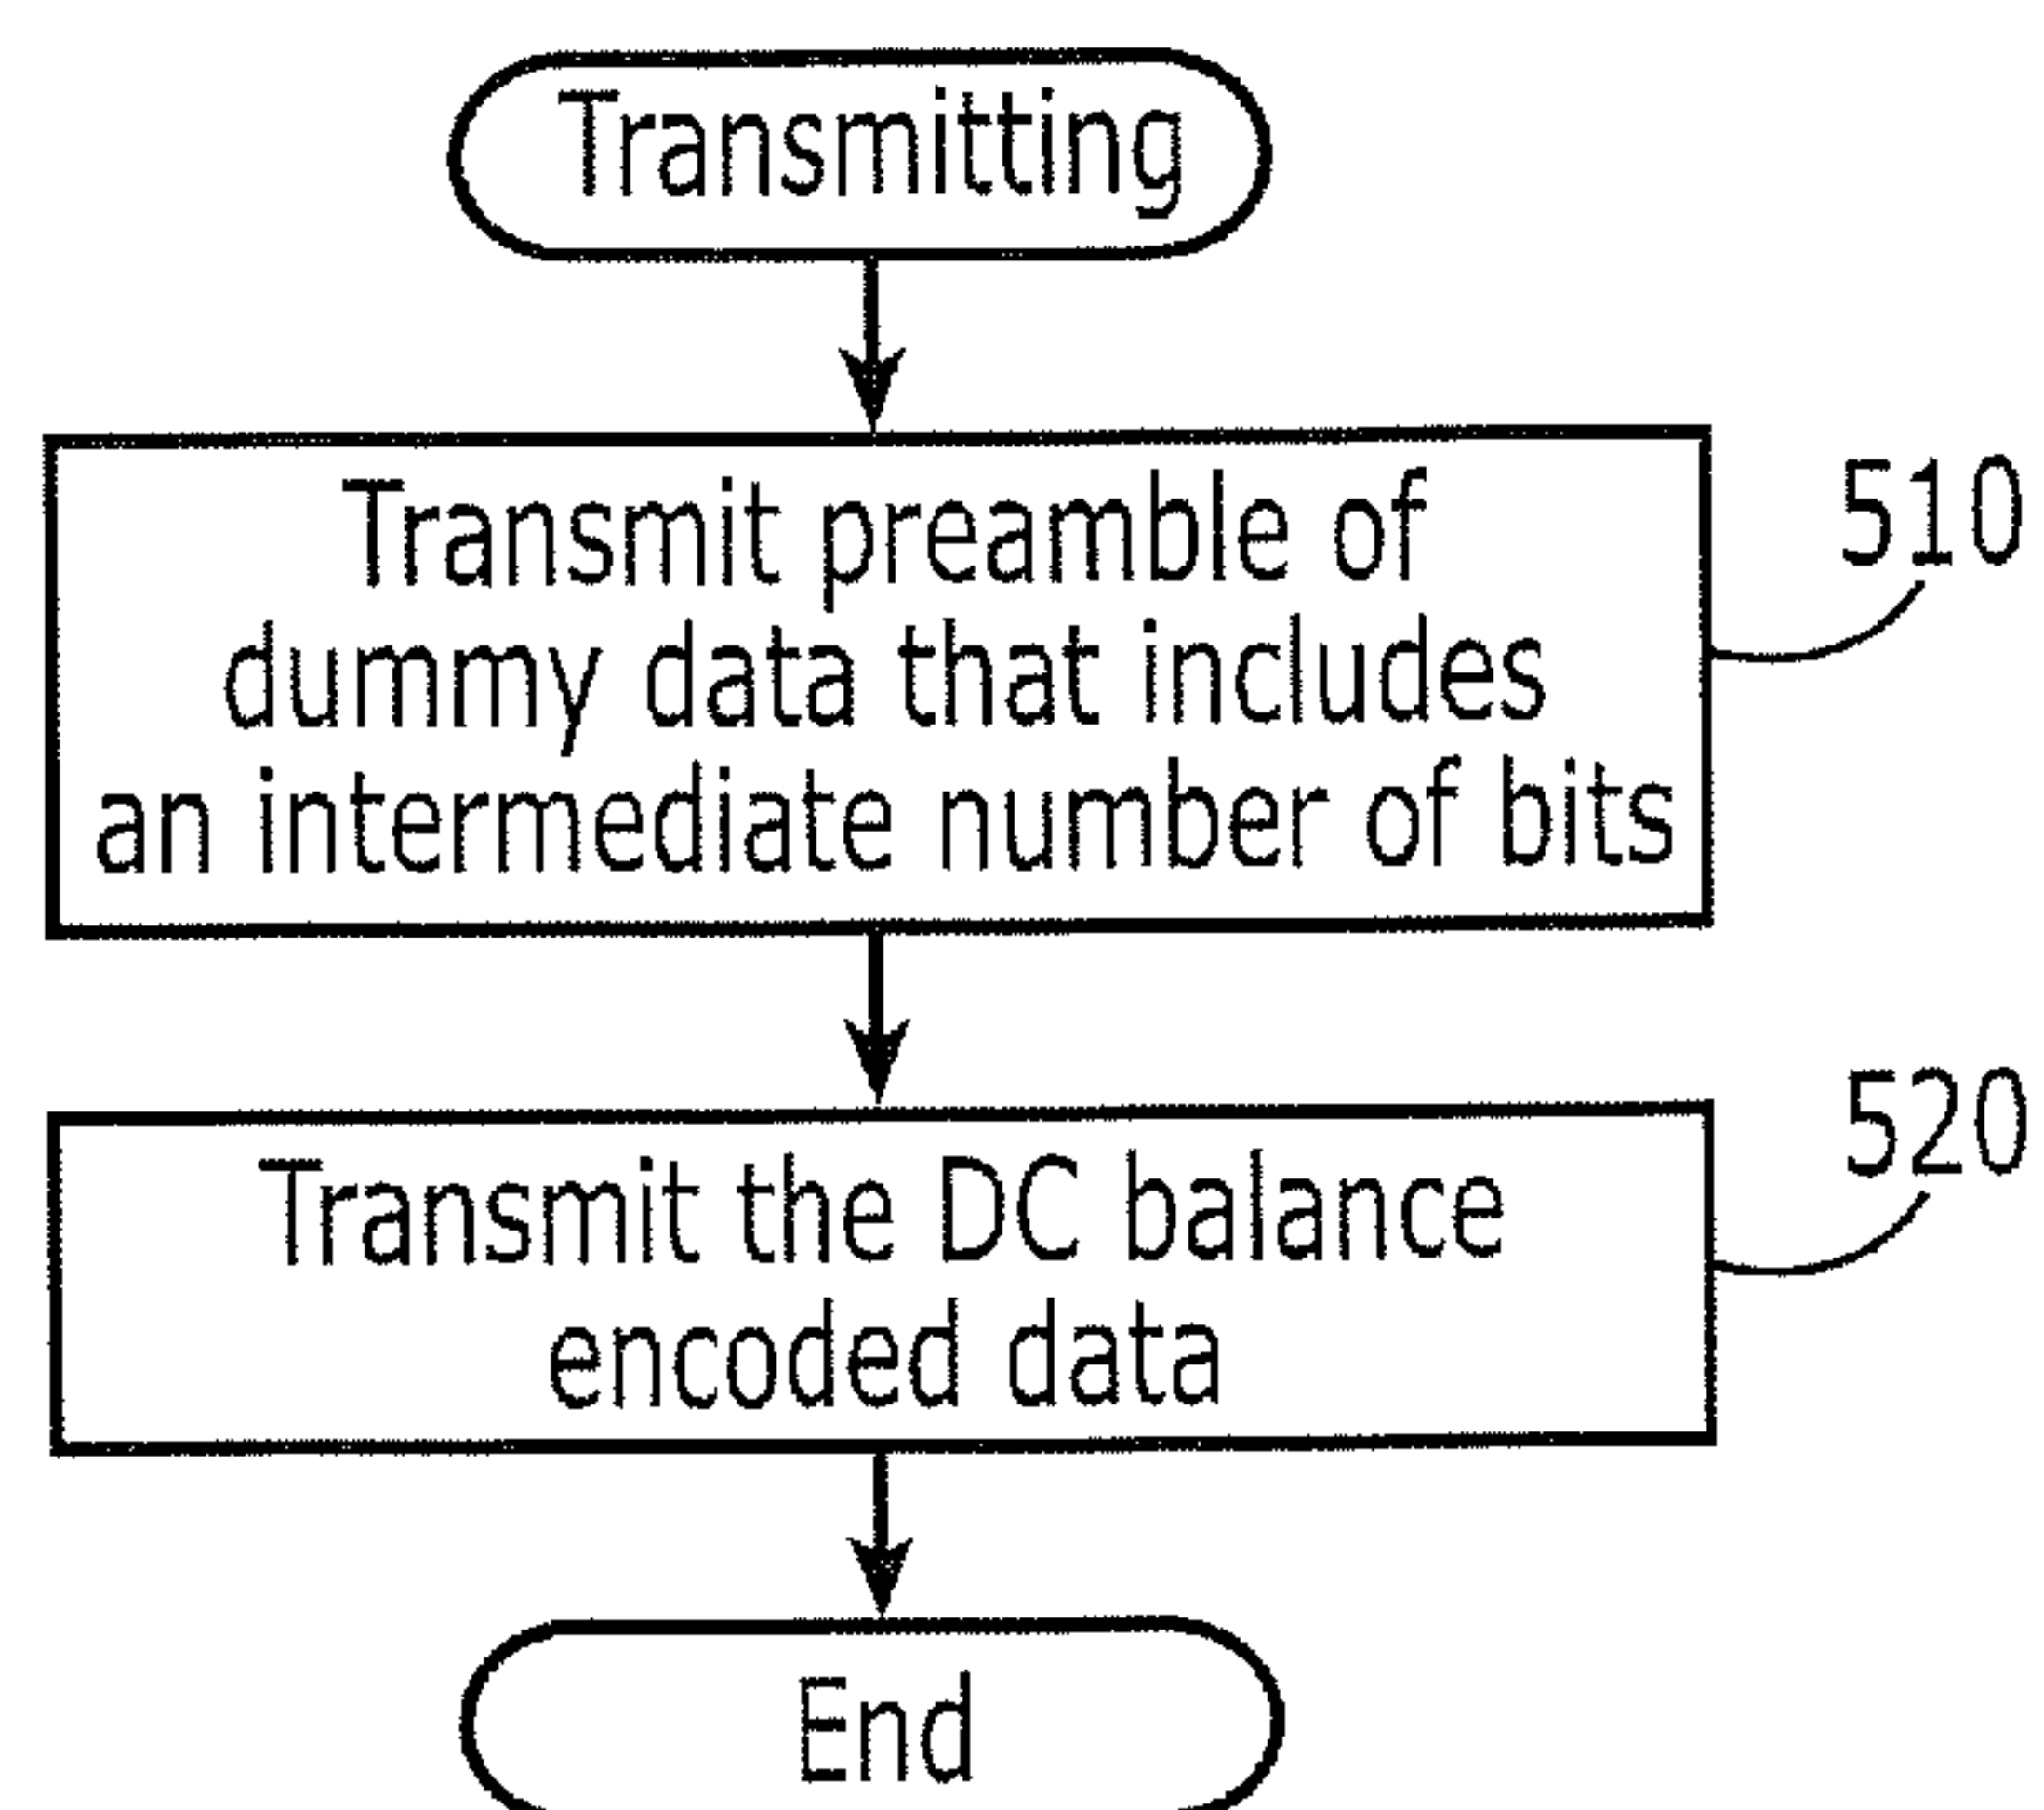 Transmitting
Transmit preamble of
dummy data that includes
an intermediate number of bits
510
Transmit the DC balance
encoded data
520
End